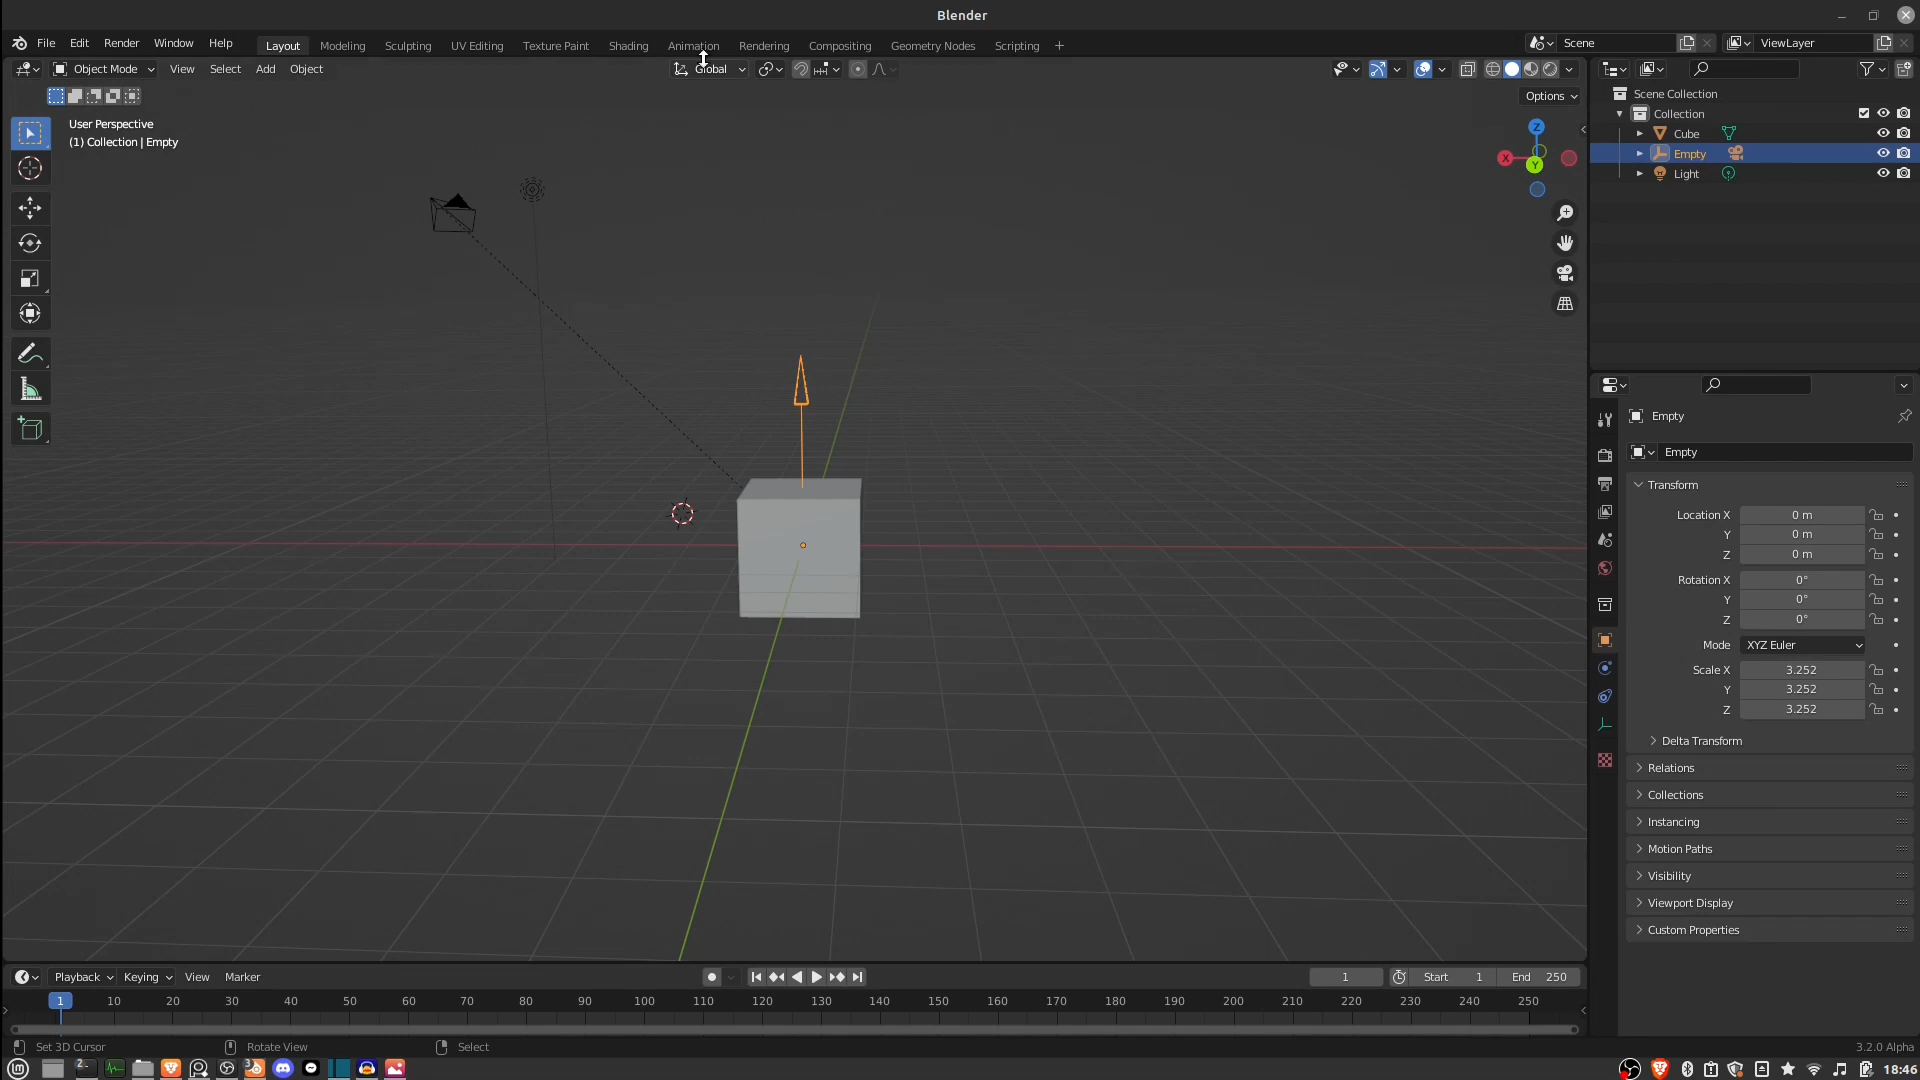 Blender
File Edit Render Window Help Layout Modeling Sculpting UV Editing Texture Paint Shading Animation Rendering Compositing Geometry Nodes Scripting + Scene ViewLayer
Object Mode View Select Add Object Global
Options
User Perspective
(1) Collection | Empty
Z
X
Y
Scene Collection
Collection
Cube
Empty
Light
Empty
Empty
Transform
Location X 0 m
Y 0 m
Z 0 m
Rotation X 0°
Y 0°
Z 0°
Mode XYZ Euler
Scale X 3.252
Y 3.252
Z 3.252
Delta Transform
Relations
Collections
Instancing
Motion Paths
Visibility
Viewport Display
Custom Properties
Playback Keying View Marker 1 Start 1 End 250
1 10 20 30 40 50 60 70 80 90 100 110 120 130 140 150 160 170 180 190 200 210 220 230 240 250
Set 3D Cursor Rotate View Select 3.2.0 Alpha
2 3 18:46